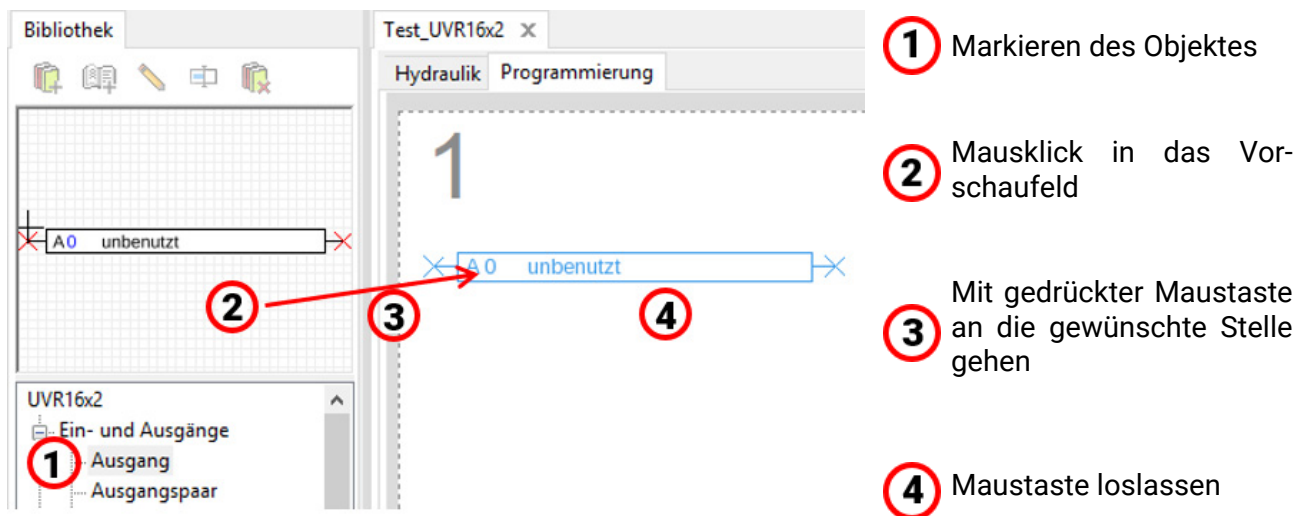 Bibliothek
Test_UVR16x2 X
Hydraulik Programmierung
1
A 0 unbenutzt
A 0 unbenutzt
2
3
4
UVR16x2
Ein- und Ausgänge
1
Ausgang
Ausgangspaar
1 Markieren des Objektes
2 Mausklick in das Vor-
schaufeld
3 Mit gedrückter Maustaste
an die gewünschte Stelle
gehen
4 Maustaste loslassen